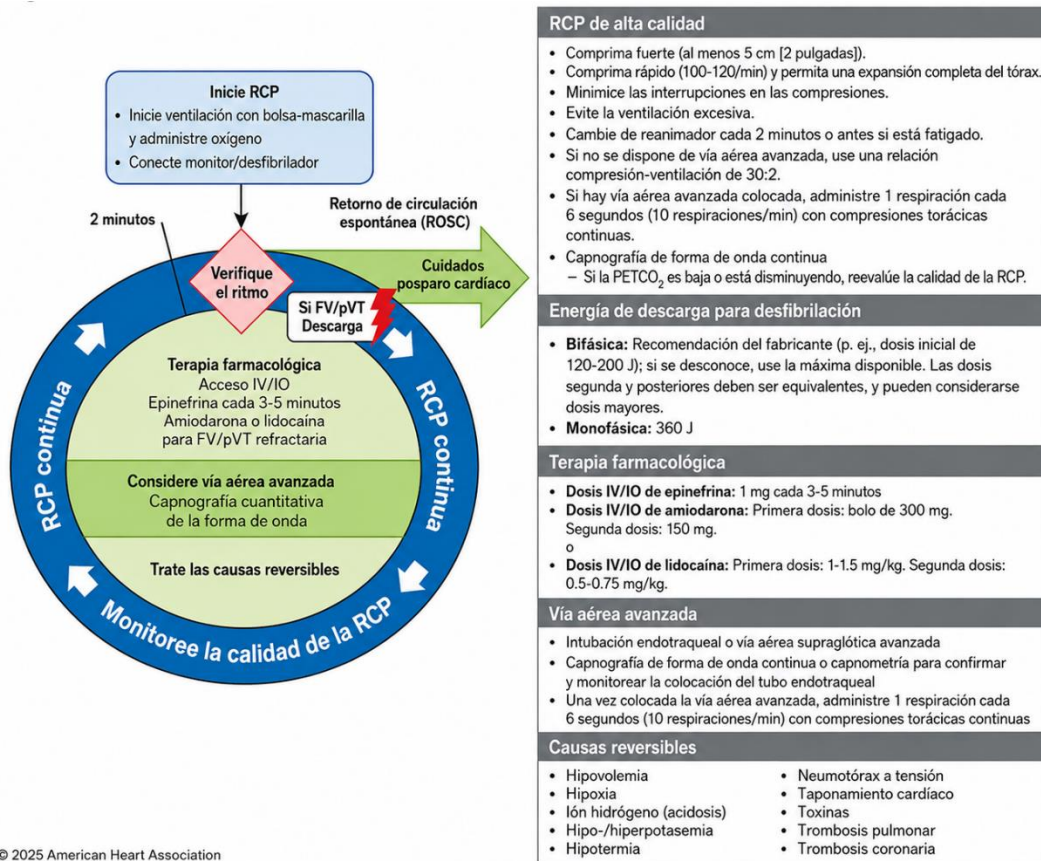 Inicie RCP
• Inicie ventilación con bolsa-mascarilla
y administre oxígeno
• Conecte monitor/desfibrilador
2 minutos
Retorno de circulación
espontánea (ROSC)
Verifique
el ritmo
Cuidados
posparo cardíaco
Si FV/pVT
Descarga
RCP continua
RCP continua
Terapia farmacológica
Acceso IV/IO
Epinefrina cada 3-5 minutos
Amiodarona o lidocaína
para FV/pVT refractaria
Considere vía aérea avanzada
Capnografía cuantitativa
de la forma de onda
Trate las causas reversibles
Monitoree la calidad de la RCP
© 2025 American Heart Association
RCP de alta calidad
• Comprima fuerte (al menos 5 cm [2 pulgadas]).
• Comprima rápido (100-120/min) y permita una expansión completa del tórax.
• Minimice las interrupciones en las compresiones.
• Evite la ventilación excesiva.
• Cambie de reanimador cada 2 minutos o antes si está fatigado.
• Si no se dispone de vía aérea avanzada, use una relación
compresión-ventilación de 30:2.
• Si hay vía aérea avanzada colocada, administre 1 respiración cada
6 segundos (10 respiraciones/min) con compresiones torácicas
continuas.
• Capnografía de forma de onda continua
– Si la PETCO₂ es baja o está disminuyendo, reevalúe la calidad de la RCP.
Energía de descarga para desfibrilación
• Bifásica: Recomendación del fabricante (p. ej., dosis inicial de
120-200 J); si se desconoce, use la máxima disponible. Las dosis
segunda y posteriores deben ser equivalentes, y pueden considerarse
dosis mayores.
• Monofásica: 360 J
Terapia farmacológica
• Dosis IV/IO de epinefrina: 1 mg cada 3-5 minutos
• Dosis IV/IO de amiodarona: Primera dosis: bolo de 300 mg.
Segunda dosis: 150 mg.
o
• Dosis IV/IO de lidocaína: Primera dosis: 1-1.5 mg/kg. Segunda dosis:
0.5-0.75 mg/kg.
Vía aérea avanzada
• Intubación endotraqueal o vía aérea supraglótica avanzada
• Capnografía de forma de onda continua o capnometría para confirmar
y monitorear la colocación del tubo endotraqueal
• Una vez colocada la vía aérea avanzada, administre 1 respiración cada
6 segundos (10 respiraciones/min) con compresiones torácicas continuas
Causas reversibles
• Hipovolemia
• Hipoxia
• Ión hidrógeno (acidosis)
• Hipo-/hiperpotasemia
• Hipotermia
• Neumotórax a tensión
• Taponamiento cardíaco
• Toxinas
• Trombosis pulmonar
• Trombosis coronaria